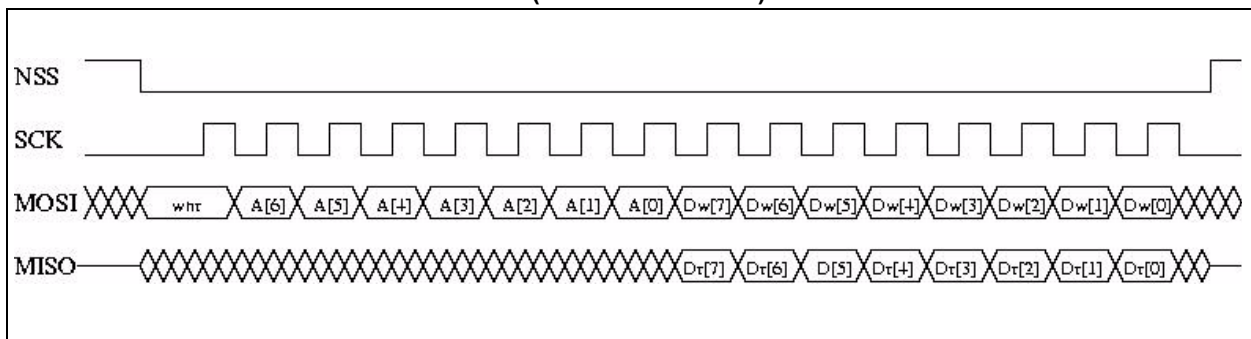 NSS
SCK
MOSI whr A[6] A[5] A[4] A[3] A[2] A[1] A[0] Dw[7] Dw[6] Dw[5] Dw[4] Dw[3] Dw[2] Dw[1] Dw[0]
MISO Dr[7] Dr[6] D[5] Dr[4] Dr[3] Dr[2] Dr[1] Dr[0]